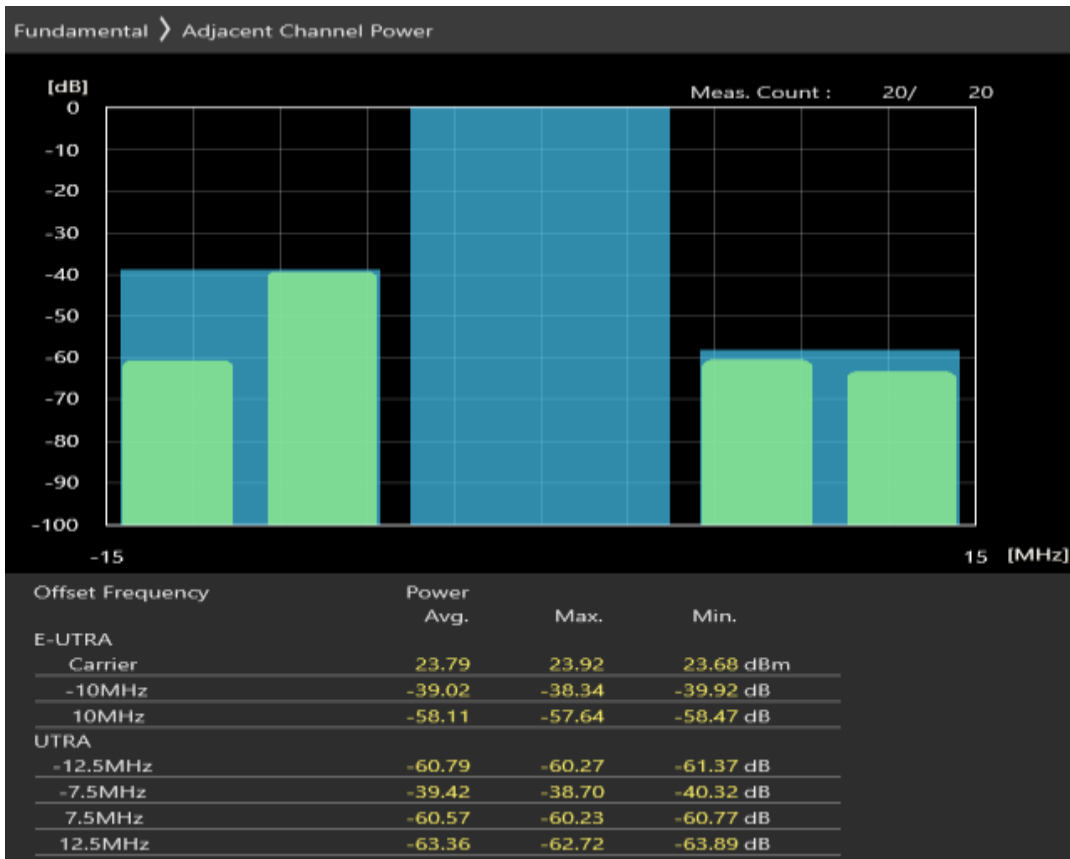 Fundamental ❯ Adjacent Channel Power
[dB]
Meas. Count : 20/ 20
0
-10
-20
-30
-40
-50
-60
-70
-80
-90
-100
-15 15 [MHz]
Offset Frequency Power
Avg. Max. Min.
E-UTRA
Carrier 23.79 23.92 23.68 dBm
-10MHz -39.02 -38.34 -39.92 dB
10MHz -58.11 -57.64 -58.47 dB
UTRA
-12.5MHz -60.79 -60.27 -61.37 dB
-7.5MHz -39.42 -38.70 -40.32 dB
7.5MHz -60.57 -60.23 -60.77 dB
12.5MHz -63.36 -62.72 -63.89 dB